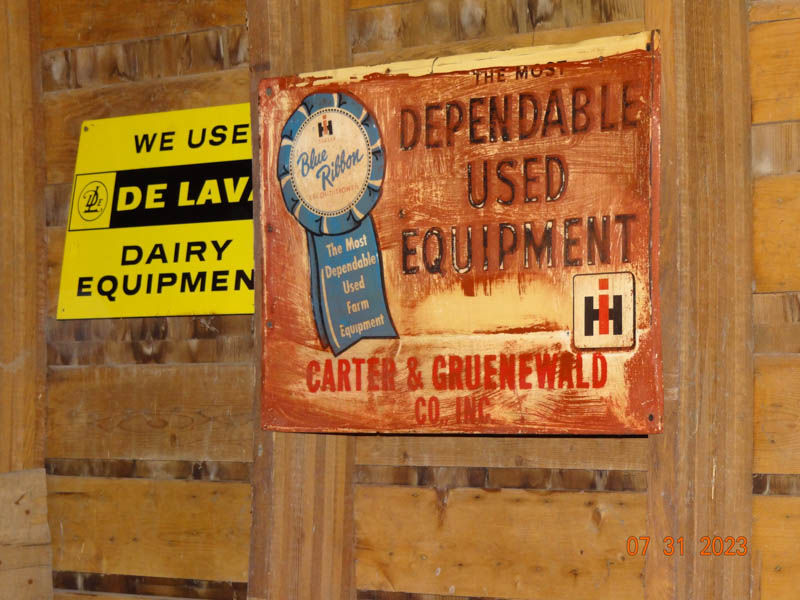 WE USE
DE LAVA
DAIRY
EQUIPMEN
THE MOST
DEPENDABLE
USED
EQUIPMENT
IH
Blue Ribbon
The Most
Dependable
Used
Farm
Equipment
IH
CARTER & GRUENEWALD
CO., INC.
07 31 2023